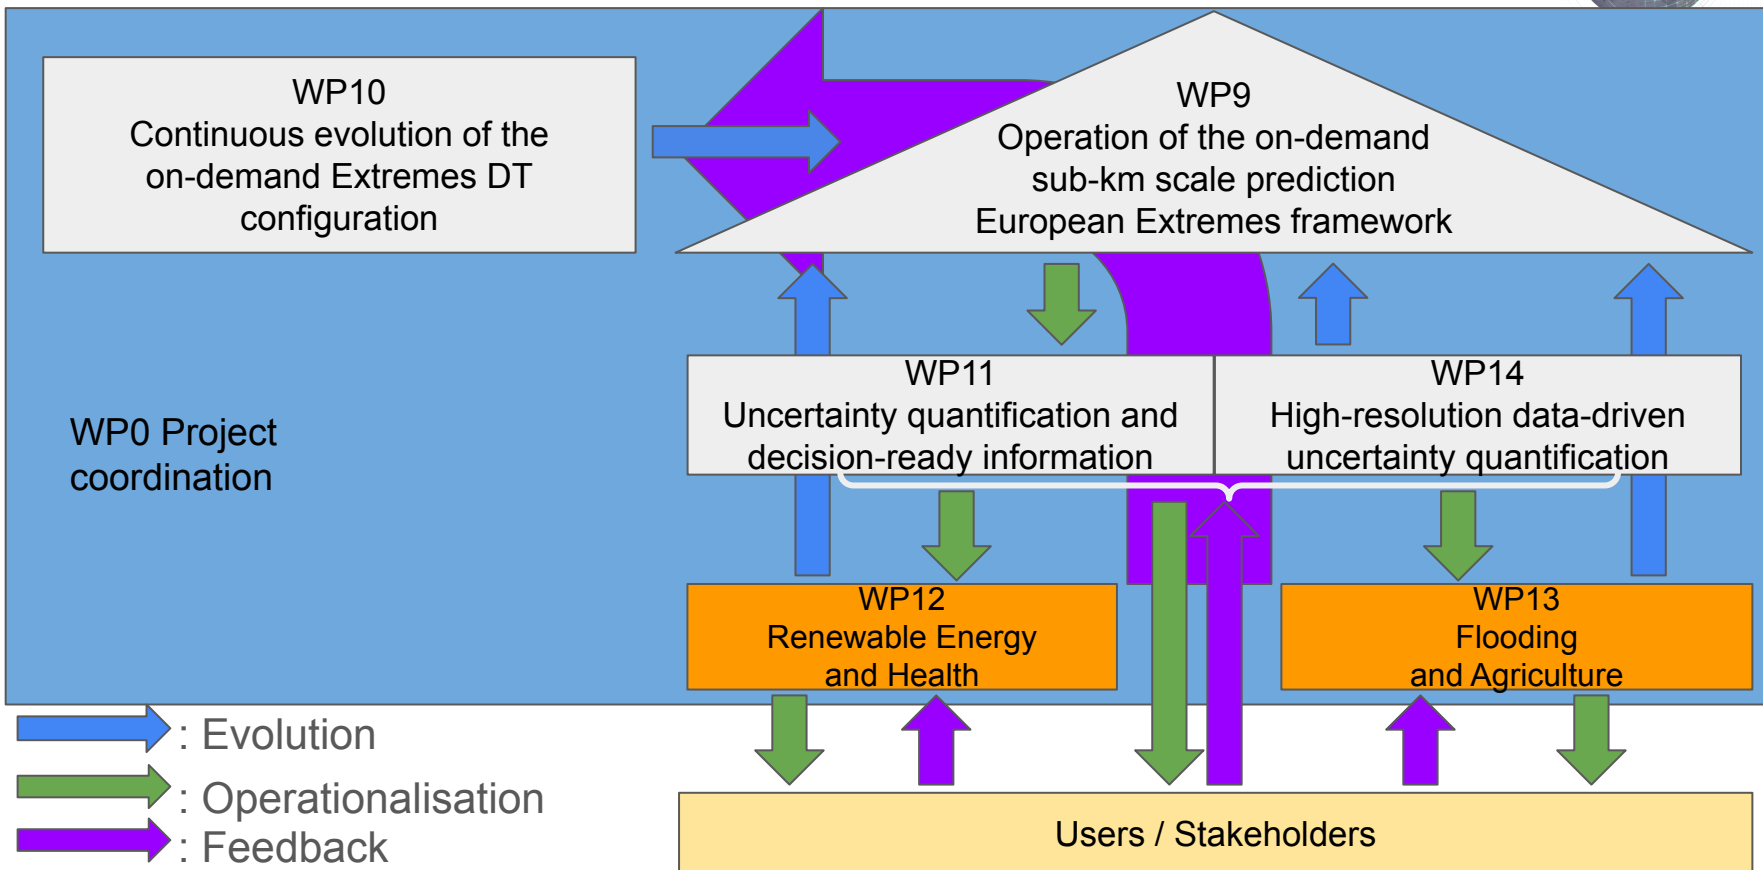 WP10
Continuous evolution of the
on-demand Extremes DT
configuration
WP9
Operation of the on-demand
sub-km scale prediction
European Extremes framework
WP0 Project
coordination
WP11
Uncertainty quantification and
decision-ready information
WP14
High-resolution data-driven
uncertainty quantification
WP12
Renewable Energy
and Health
WP13
Flooding
and Agriculture
: Evolution
: Operationalisation
: Feedback
Users / Stakeholders